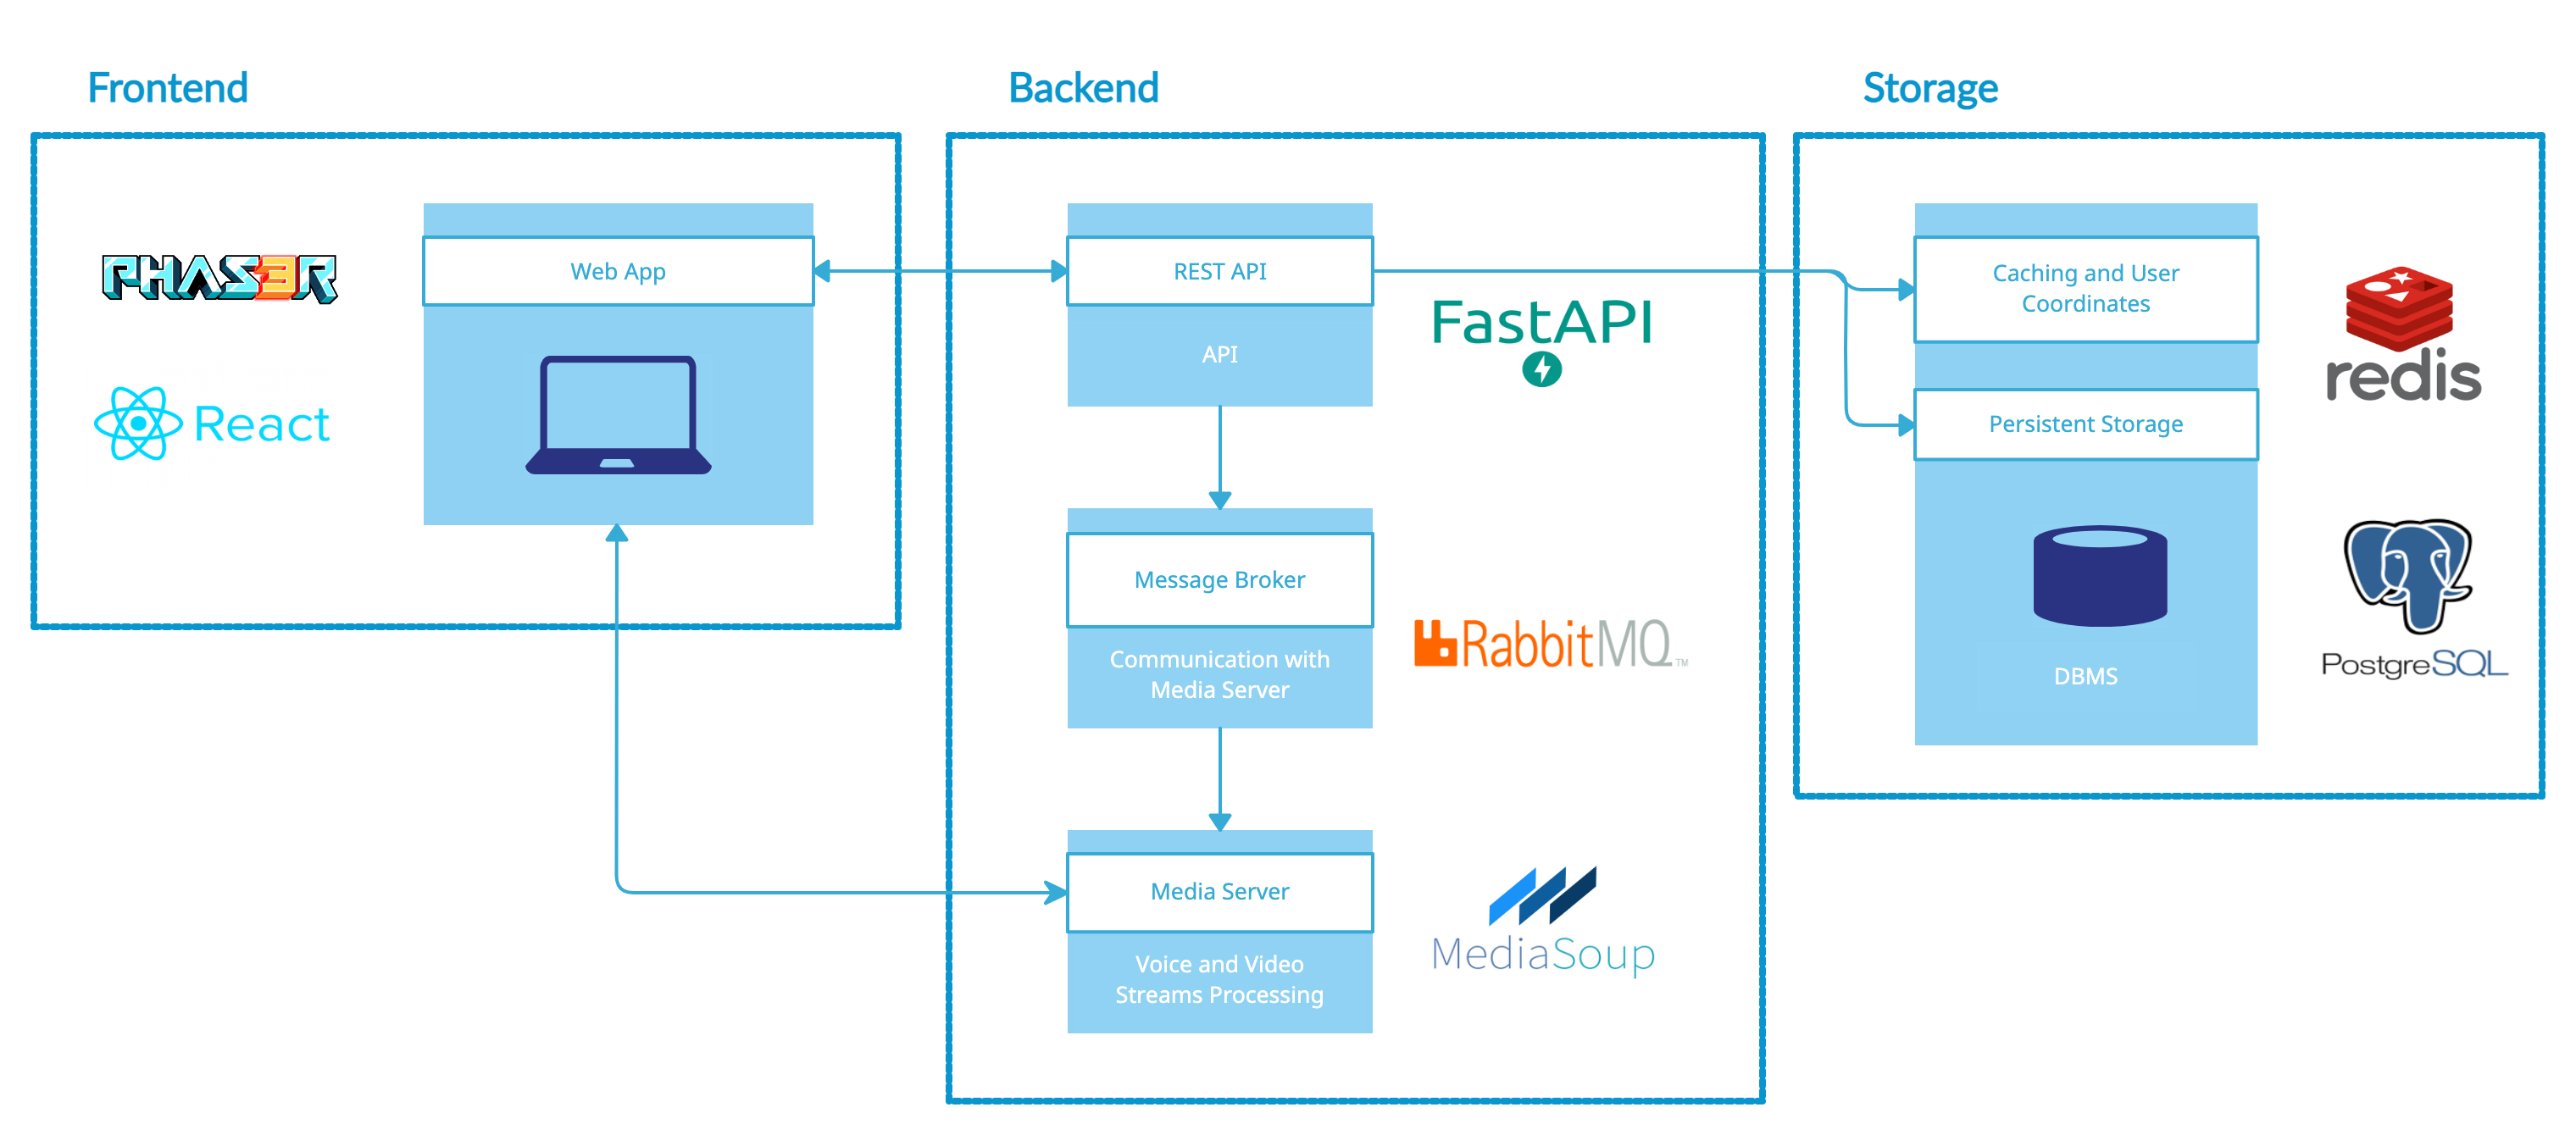 Frontend
PHAS3R
React
Web App
Backend
REST API
API
FastAPI
Message Broker
Communication with
Media Server
RabbitMQ™
Media Server
Voice and Video
Streams Processing
MediaSoup
Storage
Caching and User
Coordinates
Persistent Storage
DBMS
redis
PostgreSQL